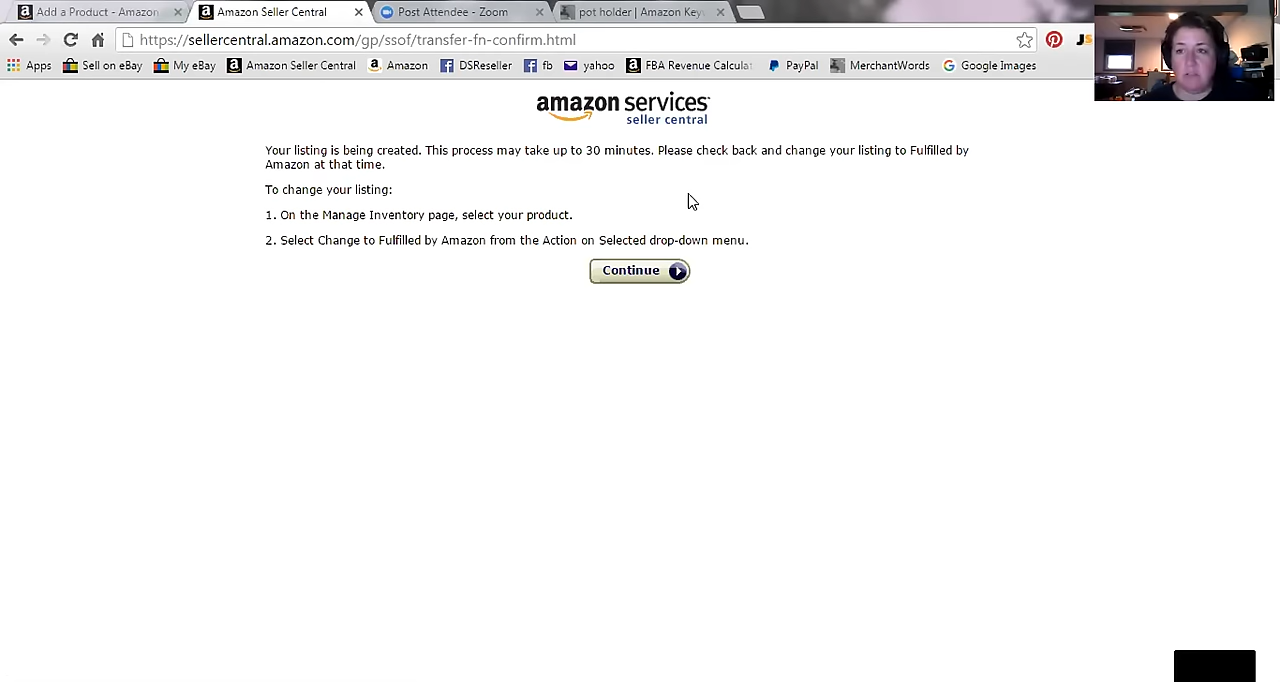 Add a Product - Amazon
Amazon Seller Central
Post Attendee - Zoom
pot holder | Amazon Key
https://sellercentral.amazon.com/gp/ssof/transfer-fn-confirm.html
JS
Apps Sell on eBay My eBay Amazon Seller Central Amazon DSReseller fb yahoo FBA Revenue Calculat PayPal MerchantWords Google Images
amazon services
seller central
Your listing is being created. This process may take up to 30 minutes. Please check back and change your listing to Fulfilled by
Amazon at that time.
To change your listing:
1. On the Manage Inventory page, select your product.
2. Select Change to Fulfilled by Amazon from the Action on Selected drop-down menu.
Continue